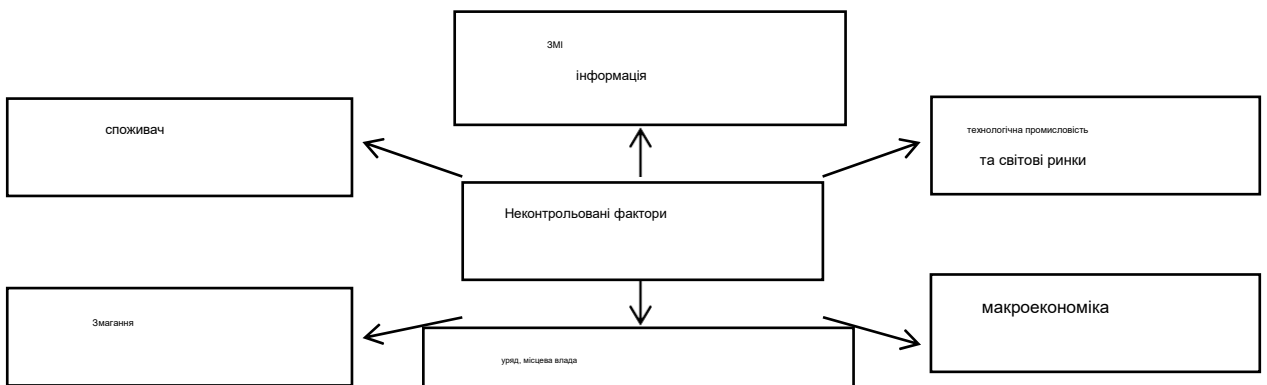 ЗМІ
інформація
споживач
технологічна промисловість
та світові ринки
Неконтрольовані фактори
макроекономіка
Змагання
уряд, місцева влада